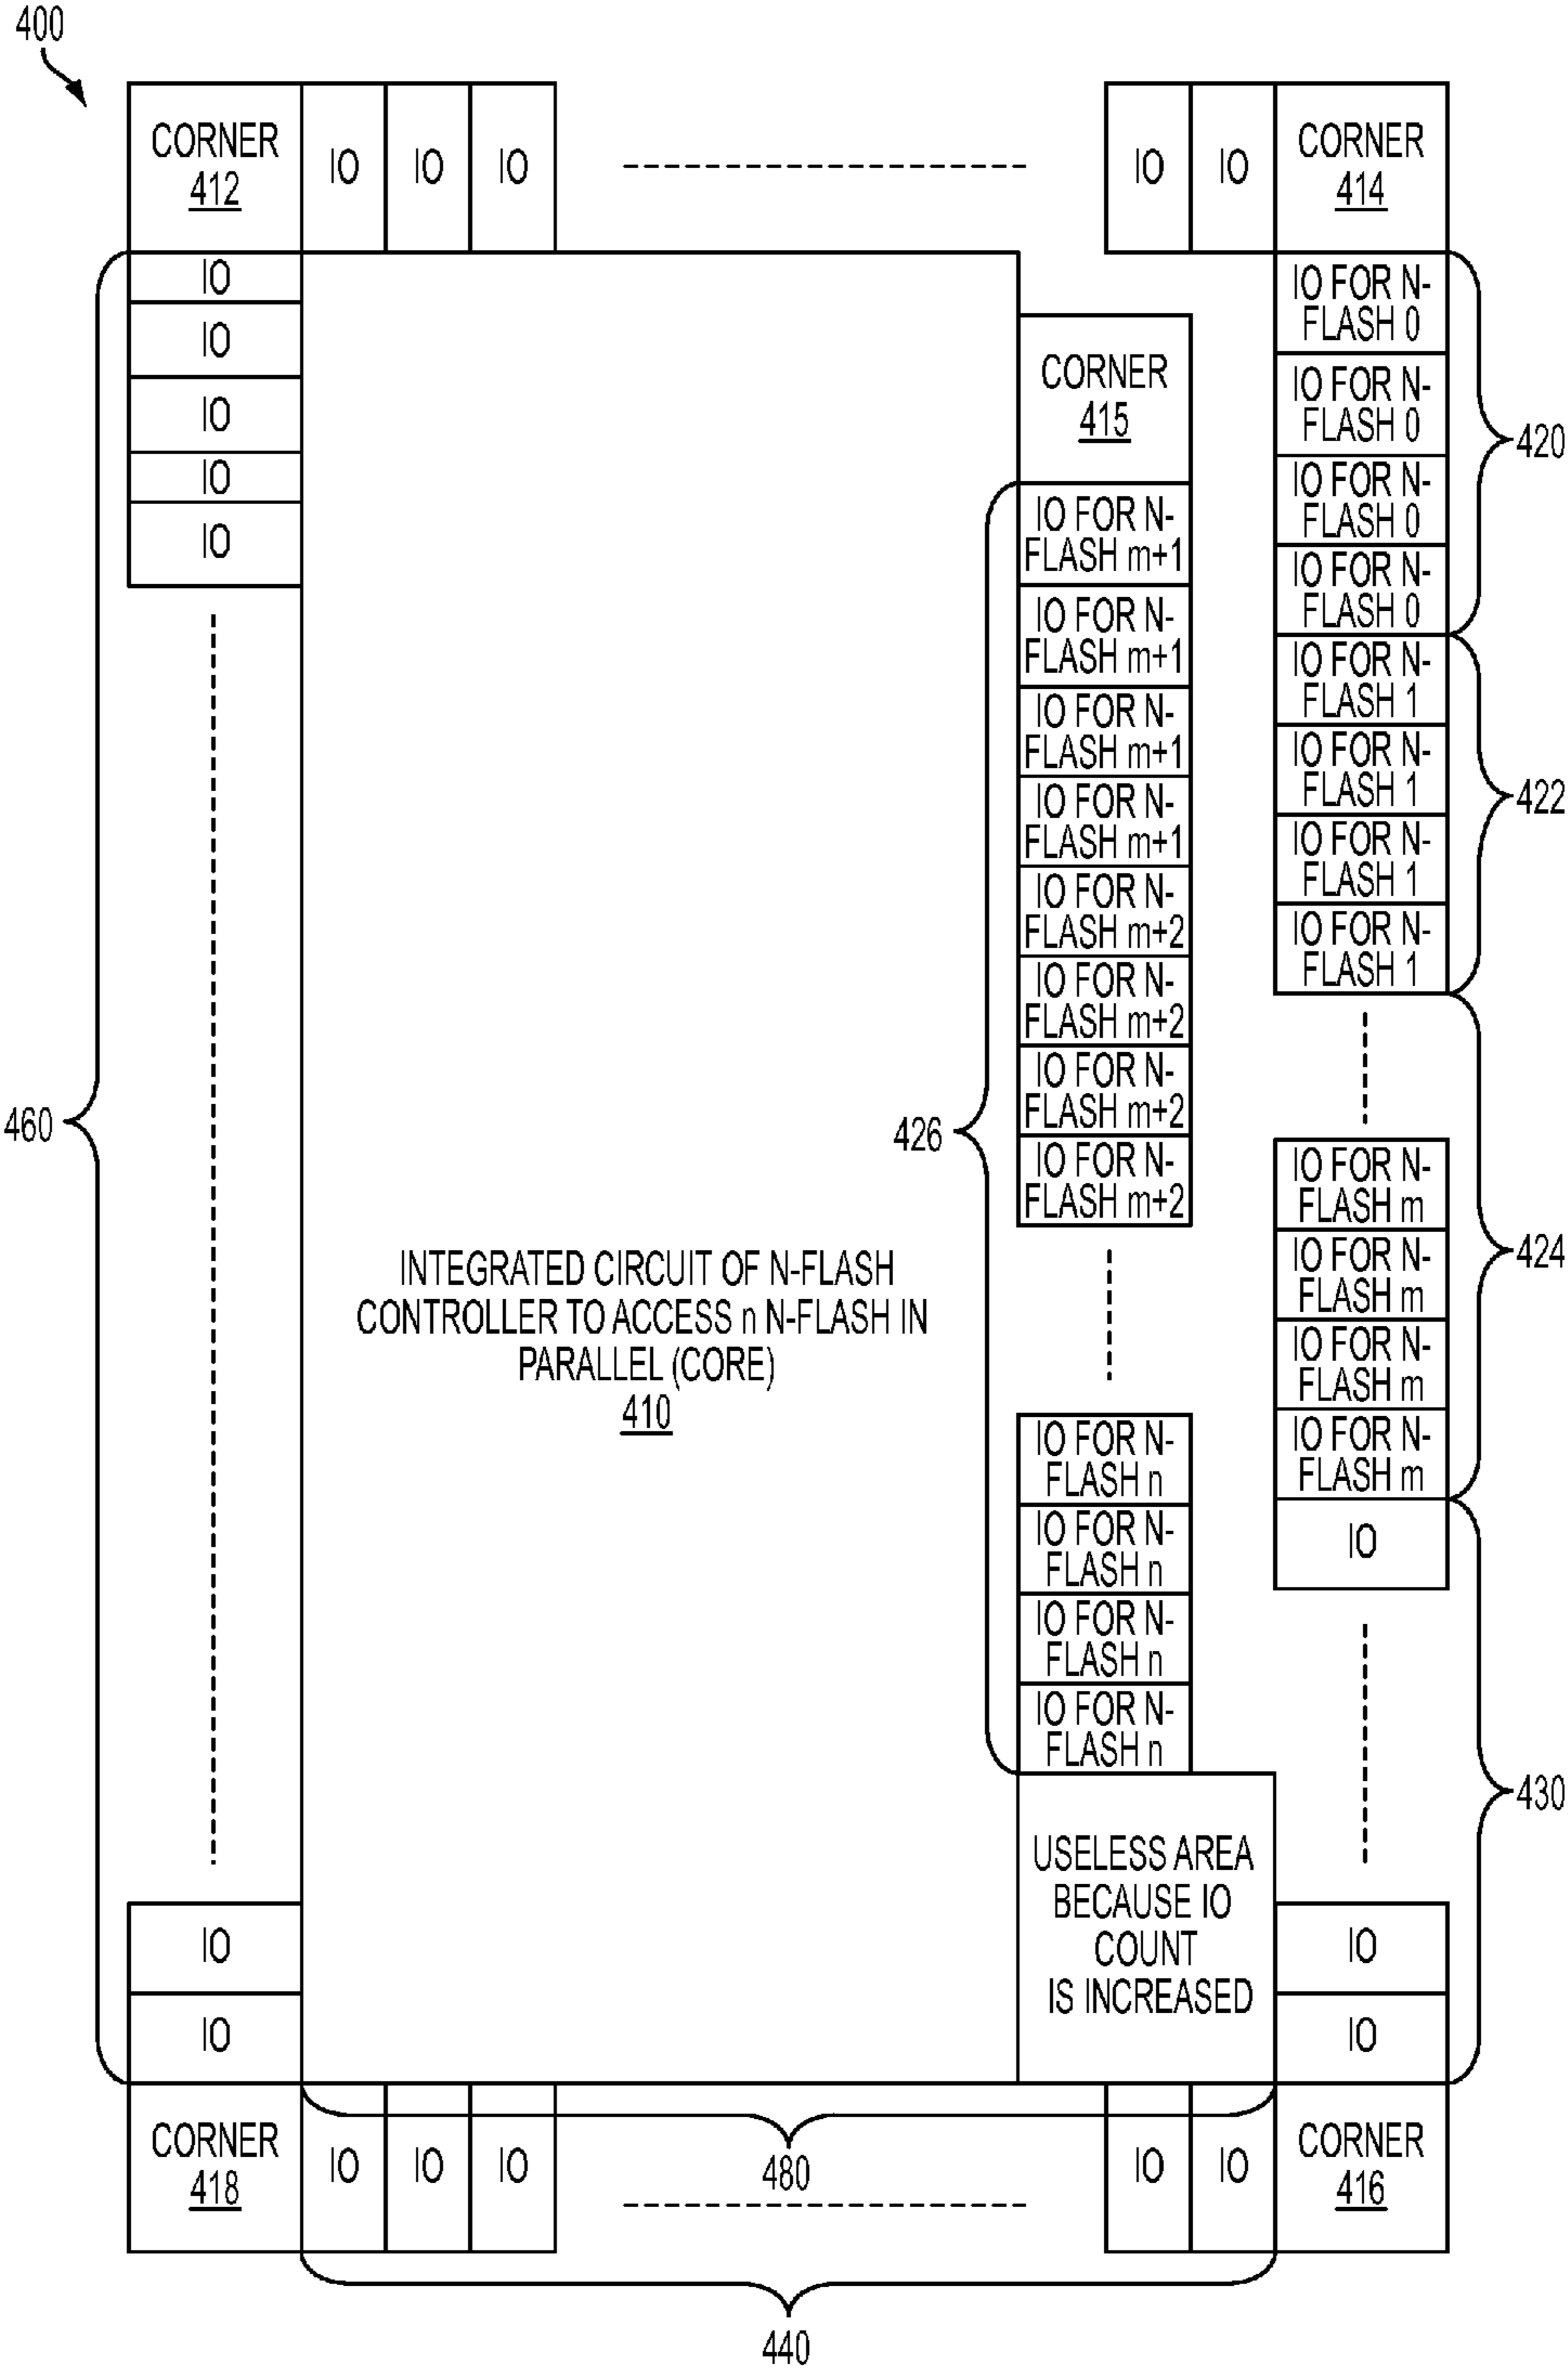 400
CORNER
412
IO
IO
IO
IO
IO
CORNER
414
IO
IO
IO
IO
IO
460
IO
IO
CORNER
415
IO FOR N-
FLASH m+1
IO FOR N-
FLASH m+1
IO FOR N-
FLASH m+1
IO FOR N-
FLASH m+1
IO FOR N-
FLASH m+2
IO FOR N-
FLASH m+2
IO FOR N-
FLASH m+2
IO FOR N-
FLASH m+2
426
IO FOR N-
FLASH n
IO FOR N-
FLASH n
IO FOR N-
FLASH n
IO FOR N-
FLASH n
IO FOR N-
FLASH 0
IO FOR N-
FLASH 0
IO FOR N-
FLASH 0
IO FOR N-
FLASH 0
420
IO FOR N-
FLASH 1
IO FOR N-
FLASH 1
IO FOR N-
FLASH 1
IO FOR N-
FLASH 1
422
IO FOR N-
FLASH m
IO FOR N-
FLASH m
IO FOR N-
FLASH m
IO FOR N-
FLASH m
424
IO
430
IO
IO
INTEGRATED CIRCUIT OF N-FLASH
CONTROLLER TO ACCESS n N-FLASH IN
PARALLEL (CORE)
410
USELESS AREA
BECAUSE IO
COUNT
IS INCREASED
CORNER
418
IO
IO
IO
480
IO
IO
CORNER
416
440